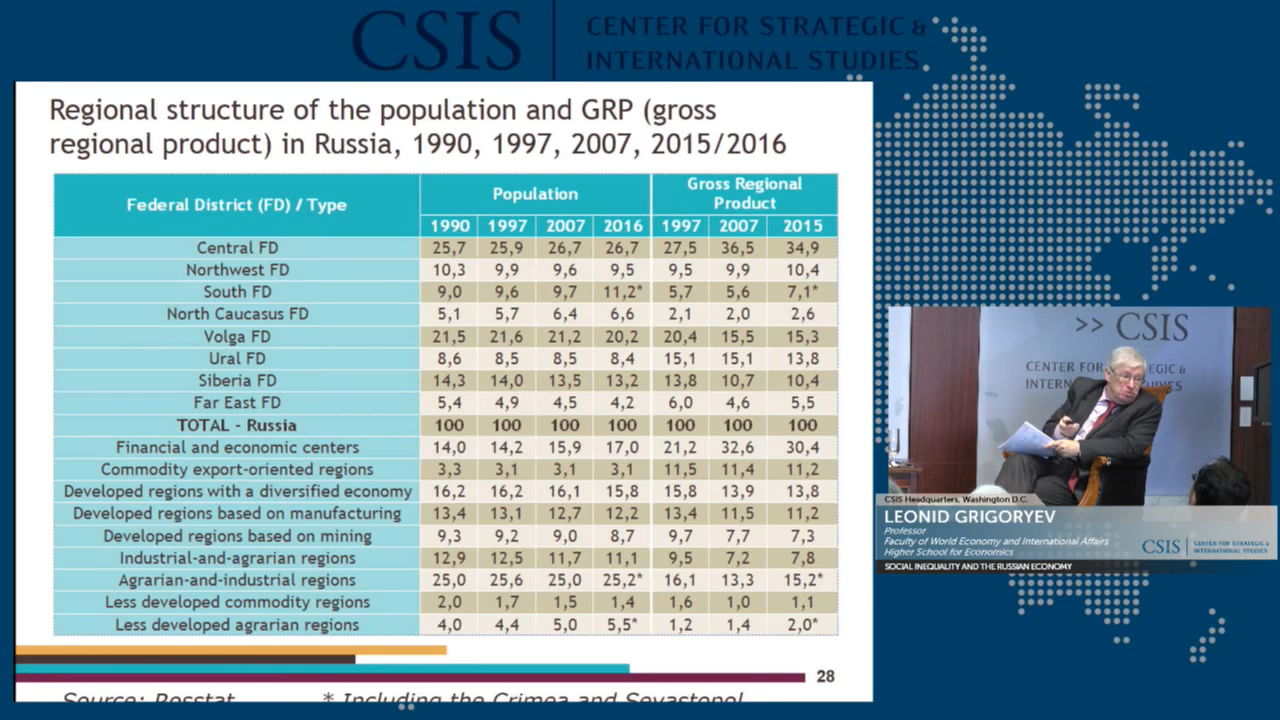 CSIS
CENTER FOR STRATEGIC &
INTERNATIONAL STUDIES
Regional structure of the population and GRP (gross
regional product) in Russia, 1990, 1997, 2007, 2015/2016
Federal District (FD) / Type Population Gross Regional Product
1990 1997 2007 2016 1997 2007 2015
Central FD 25,7 25,9 26,7 26,7 27,5 36,5 34,9
Northwest FD 10,3 9,9 9,6 9,5 9,5 9,9 10,4
South FD 9,0 9,6 9,7 11,2* 5,7 5,6 7,1*
North Caucasus FD 5,1 5,7 6,4 6,6 2,1 2,0 2,6
Volga FD 21,5 21,6 21,2 20,2 20,4 15,5 15,3
Ural FD 8,6 8,5 8,5 8,4 15,1 15,1 13,8
Siberia FD 14,3 14,0 13,5 13,2 13,8 10,7 10,4
Far East FD 5,4 4,9 4,5 4,2 6,0 4,6 5,5
TOTAL - Russia 100 100 100 100 100 100 100
Financial and economic centers 14,0 14,2 15,9 17,0 21,2 32,6 30,4
Commodity export-oriented regions 3,3 3,1 3,1 3,1 11,5 11,4 11,2
Developed regions with a diversified economy 16,2 16,2 16,1 15,8 15,8 13,9 13,8
Developed regions based on manufacturing 13,4 13,1 12,7 12,2 13,4 11,5 11,2
Developed regions based on mining 9,3 9,2 9,0 8,7 9,7 7,7 7,3
Industrial-and-agrarian regions 12,9 12,5 11,7 11,1 9,5 7,2 7,8
Agrarian-and-industrial regions 25,0 25,6 25,0 25,2* 16,1 13,3 15,2*
Less developed commodity regions 2,0 1,7 1,5 1,4 1,6 1,0 1,1
Less developed agrarian regions 4,0 4,4 5,0 5,5* 1,2 1,4 2,0*
28
Source: Rosstat * Including the Crimea and Sevastopol
>> CSIS
CENTER FOR EGIC &
INTERN UDIES
CSIS Headquarters, Washington D.C.
LEONID GRIGORYEV
Professor
Faculty of World Economy and International Affairs
Higher School for Economics
CSIS CENTER FOR STRATEGIC &
INTERNATIONAL STUDIES
SOCIAL INEQUALITY AND THE RUSSIAN ECONOMY